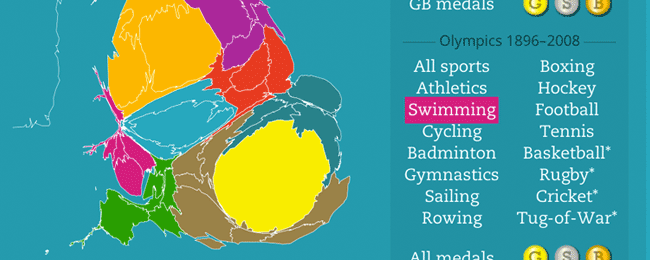 GB medals G S B
Olympics 1896–2008
All sports Boxing
Athletics Hockey
Swimming Football
Cycling Tennis
Badminton Basketball*
Gymnastics Rugby*
Sailing Cricket*
Rowing Tug-of-War*
All medals G S B